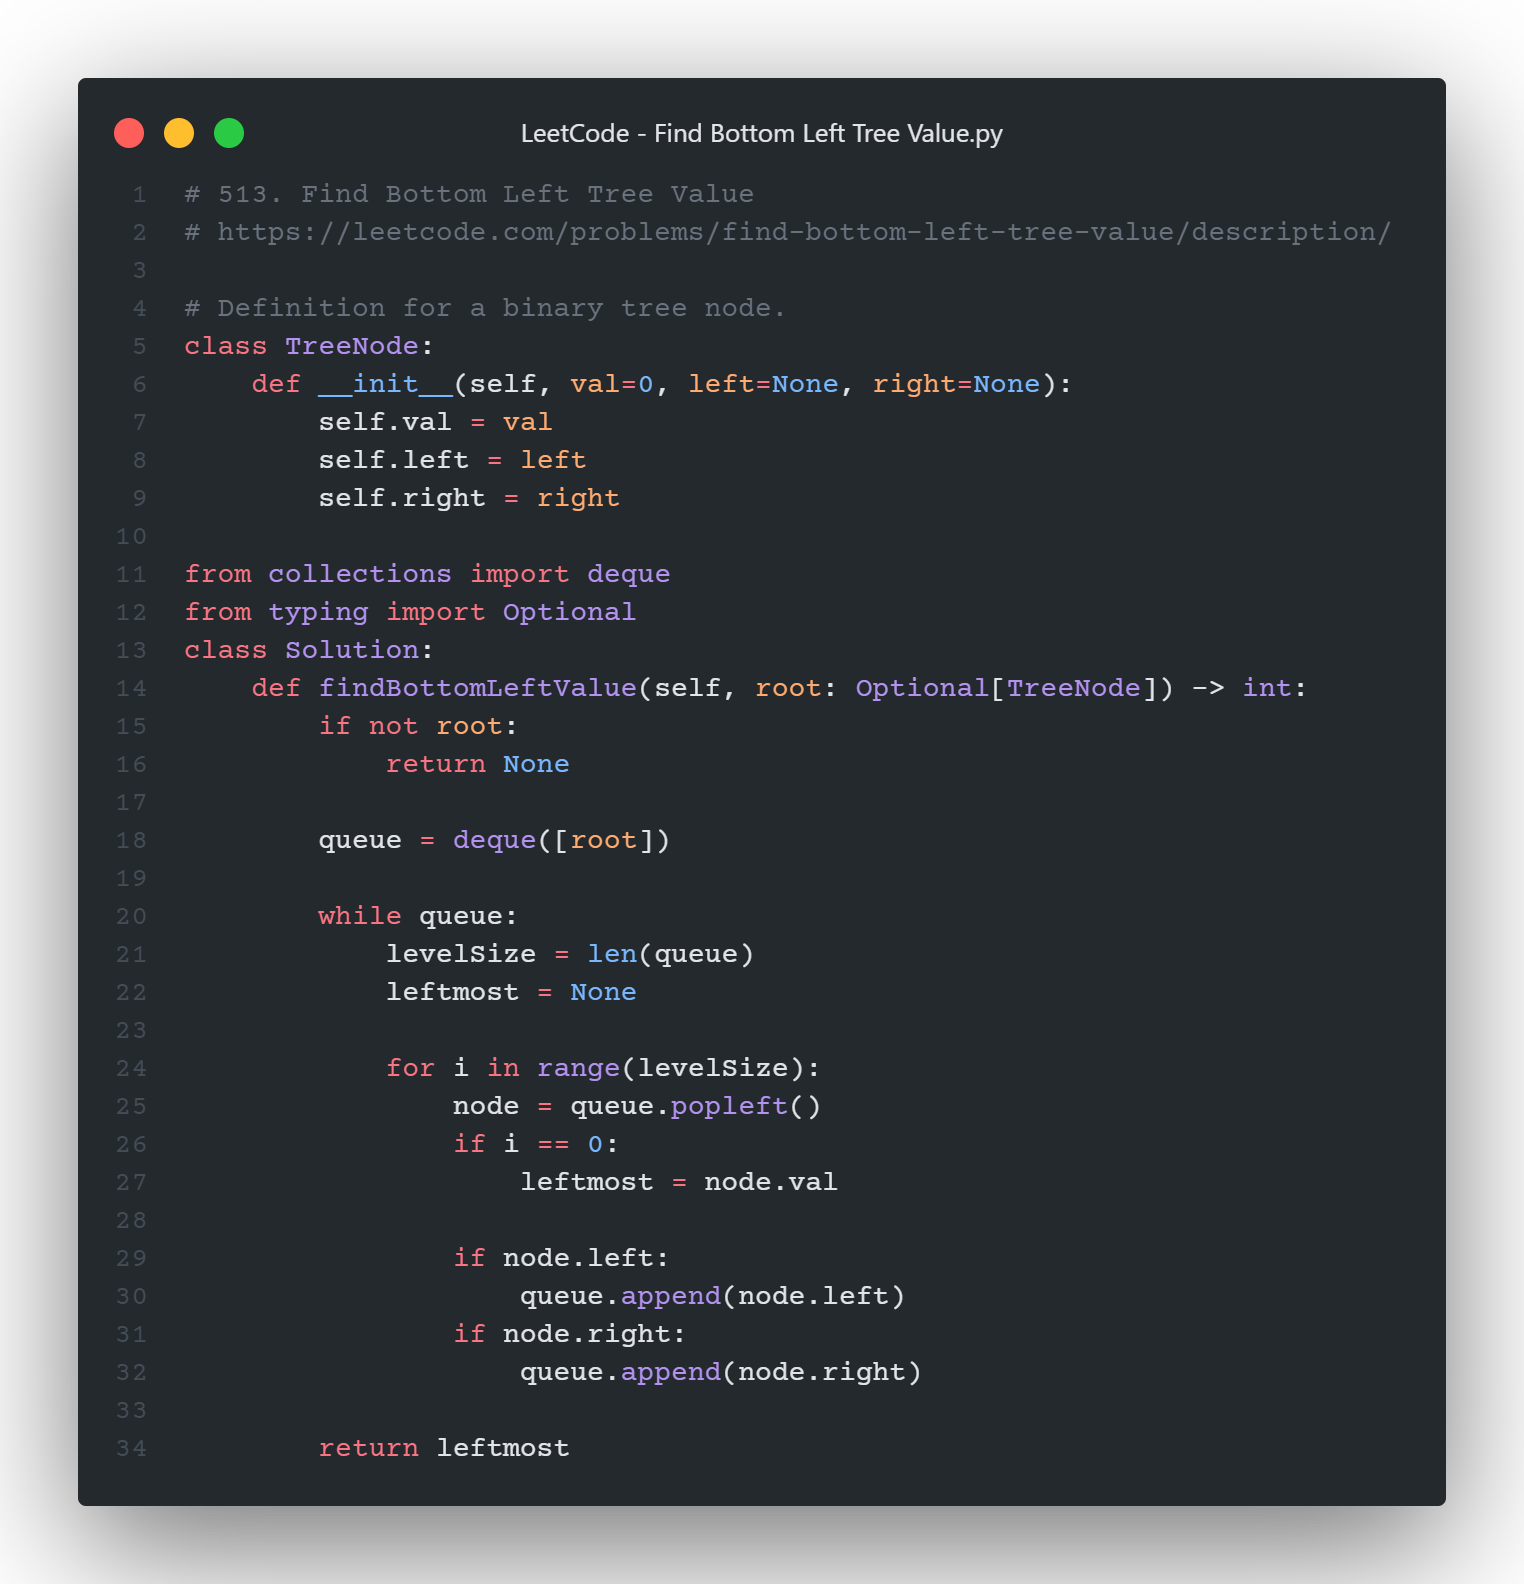 LeetCode - Find Bottom Left Tree Value.py
1 # 513. Find Bottom Left Tree Value
2 # https://leetcode.com/problems/find-bottom-left-tree-value/description/
3
4 # Definition for a binary tree node.
5 class TreeNode:
6     def __init__(self, val=0, left=None, right=None):
7         self.val = val
8         self.left = left
9         self.right = right
10
11 from collections import deque
12 from typing import Optional
13 class Solution:
14     def findBottomLeftValue(self, root: Optional[TreeNode]) -> int:
15         if not root:
16             return None
17
18         queue = deque([root])
19
20         while queue:
21             levelSize = len(queue)
22             leftmost = None
23
24             for i in range(levelSize):
25                 node = queue.popleft()
26                 if i == 0:
27                     leftmost = node.val
28
29                 if node.left:
30                     queue.append(node.left)
31                 if node.right:
32                     queue.append(node.right)
33
34         return leftmost